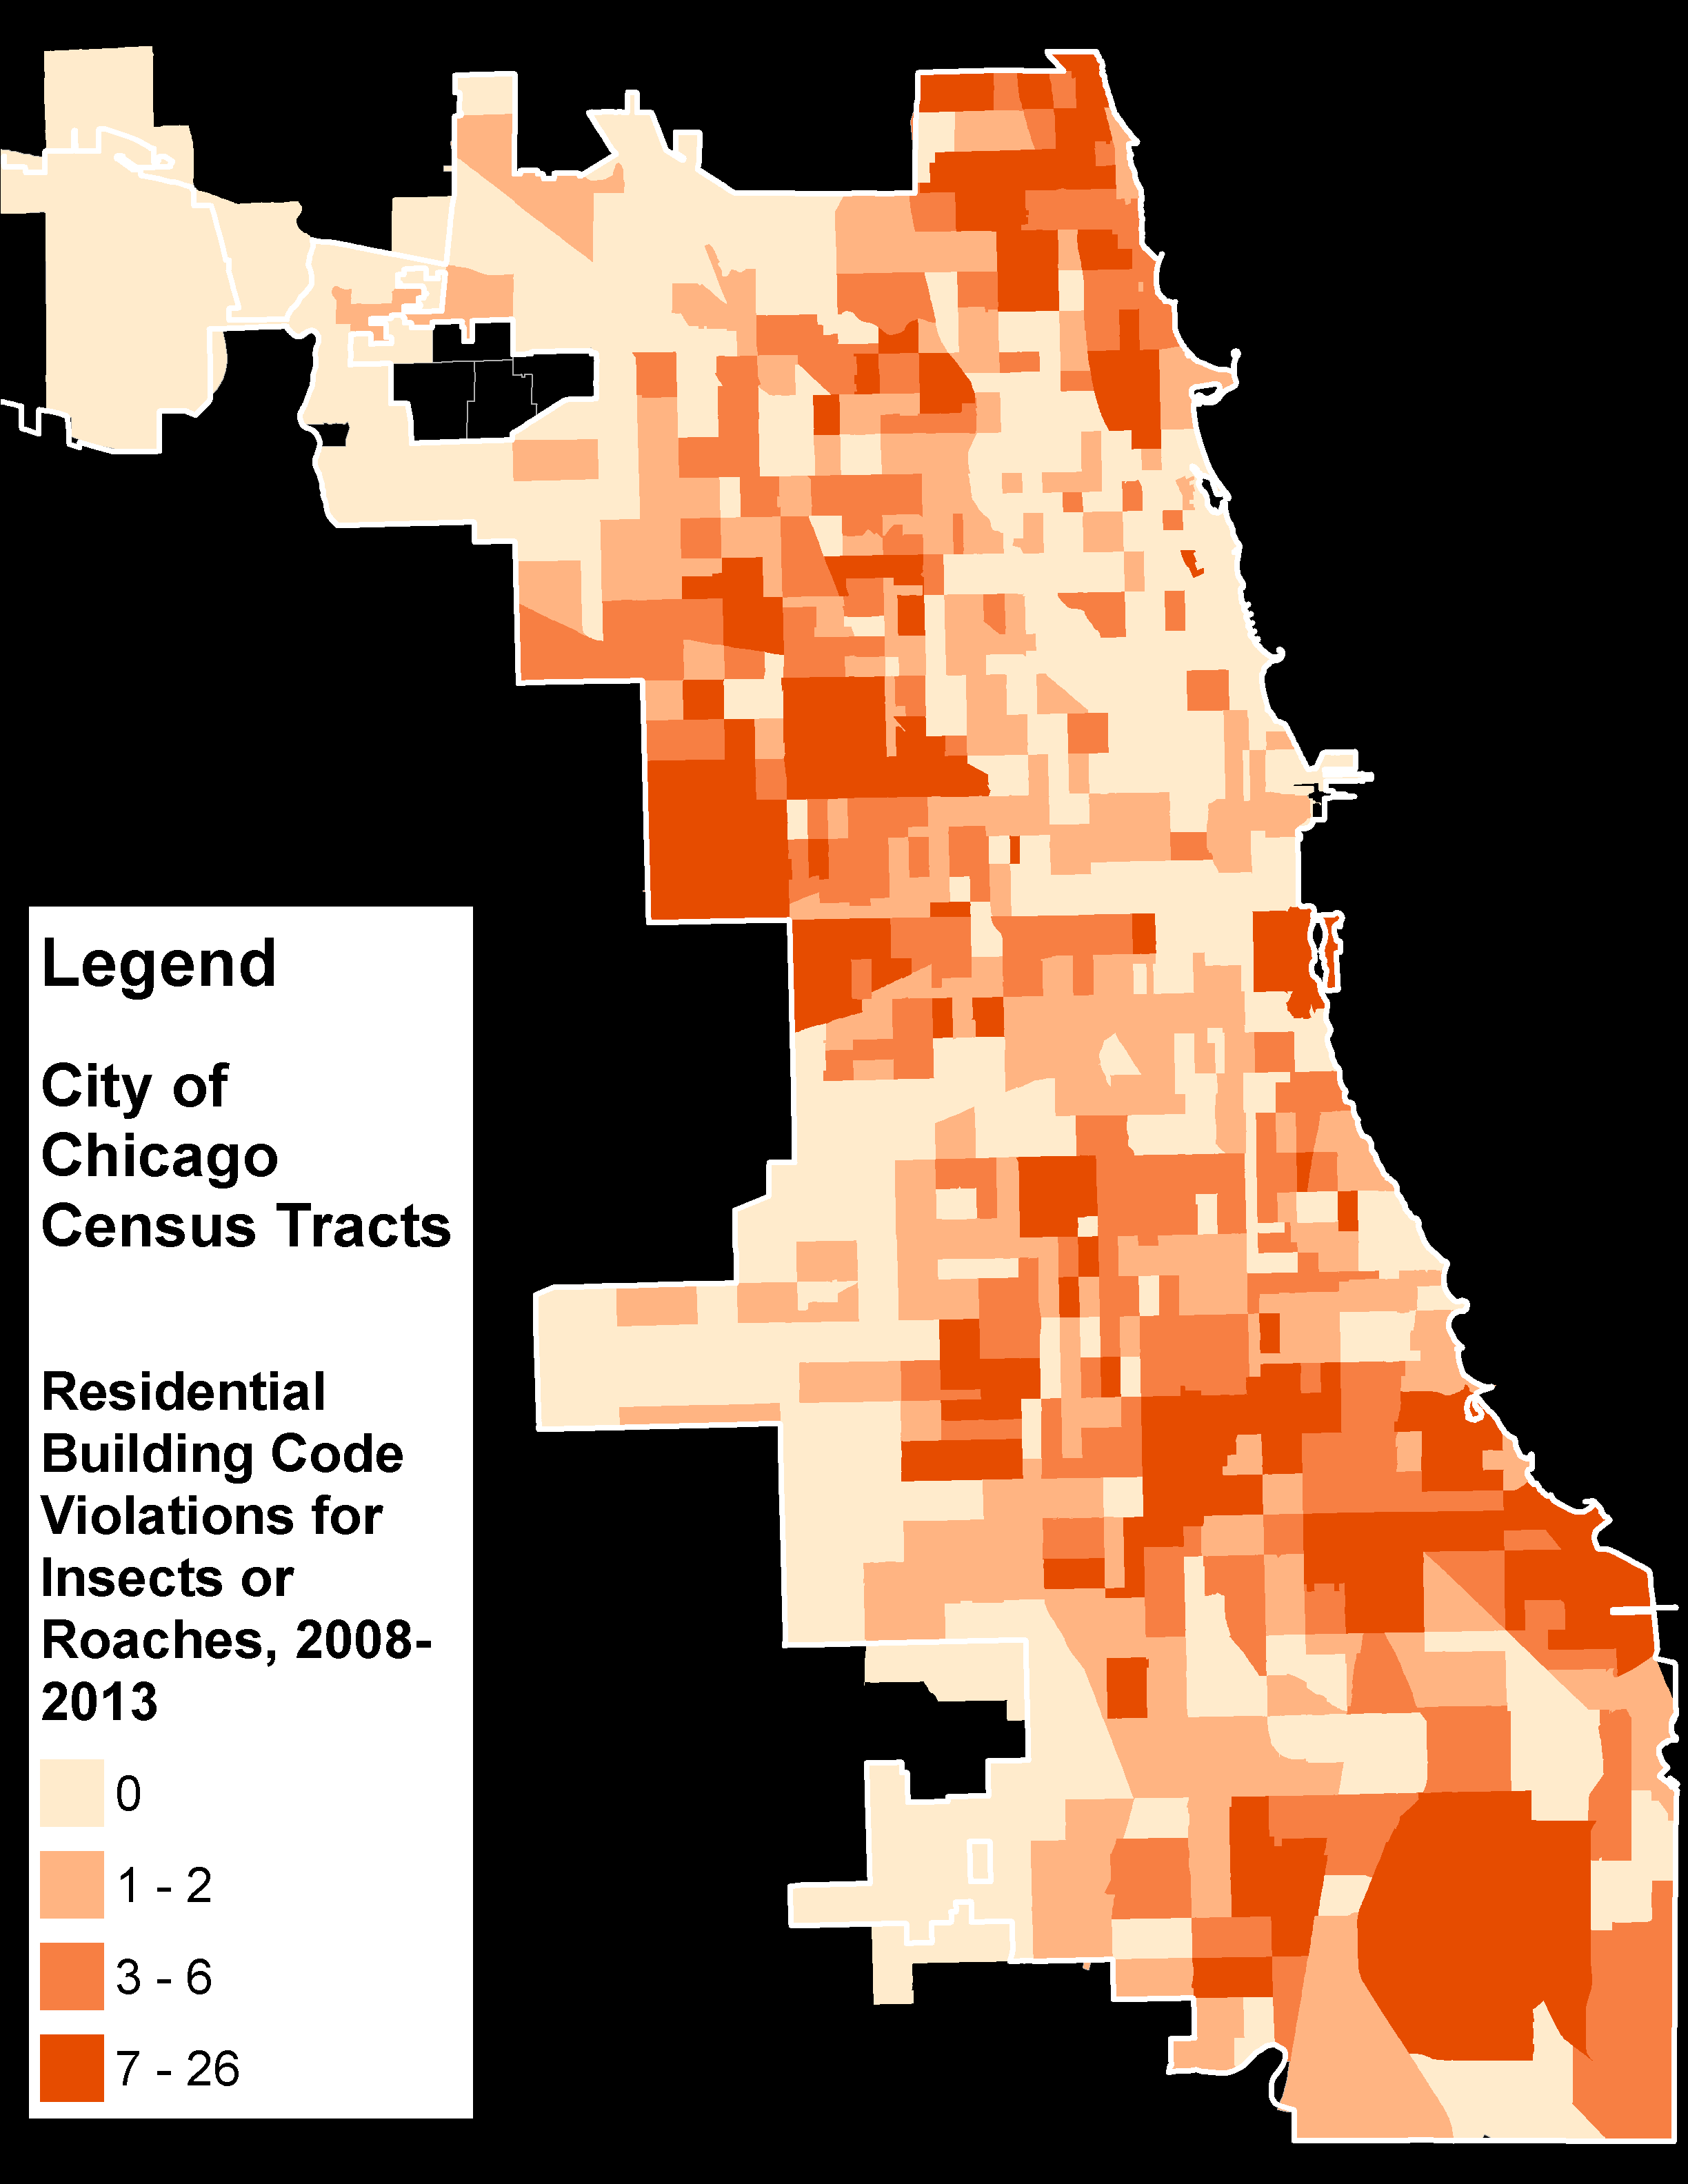 Legend
City of
Chicago
Census Tracts
Residential
Building Code
Violations for
Insects or
Roaches, 2008-
2013
0
1 - 2
3 - 6
7 - 26